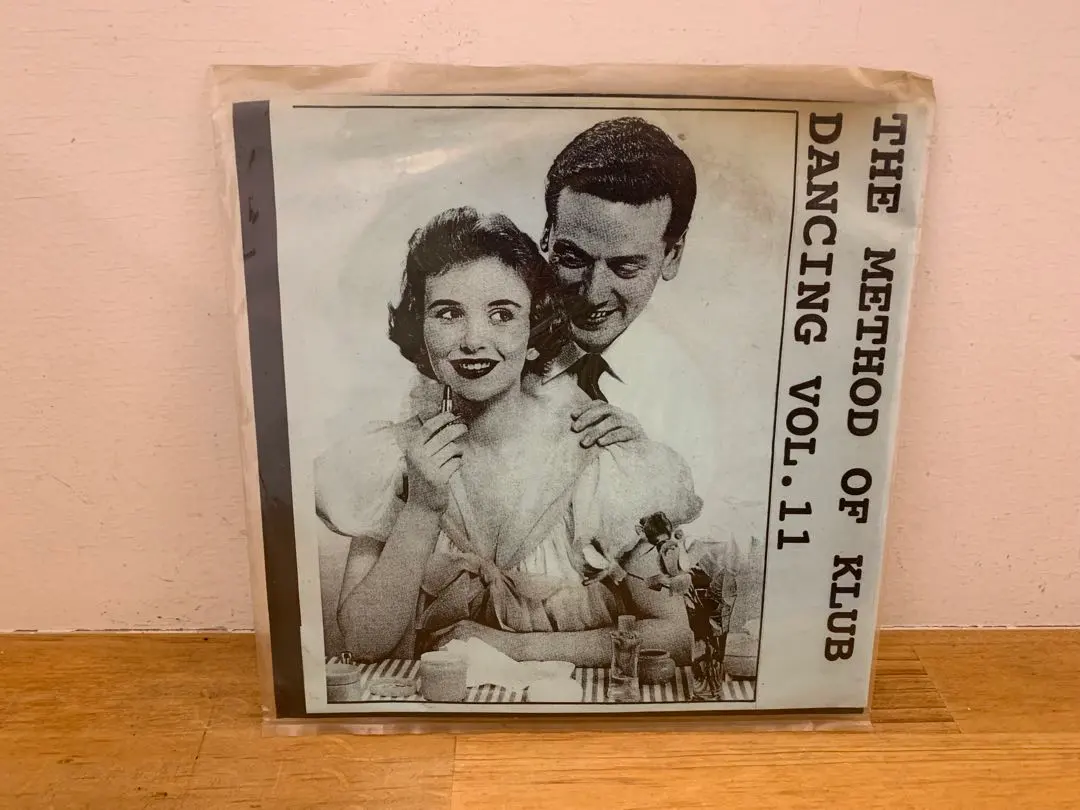 THE METHOD OF KLUB
DANCING VOL.11